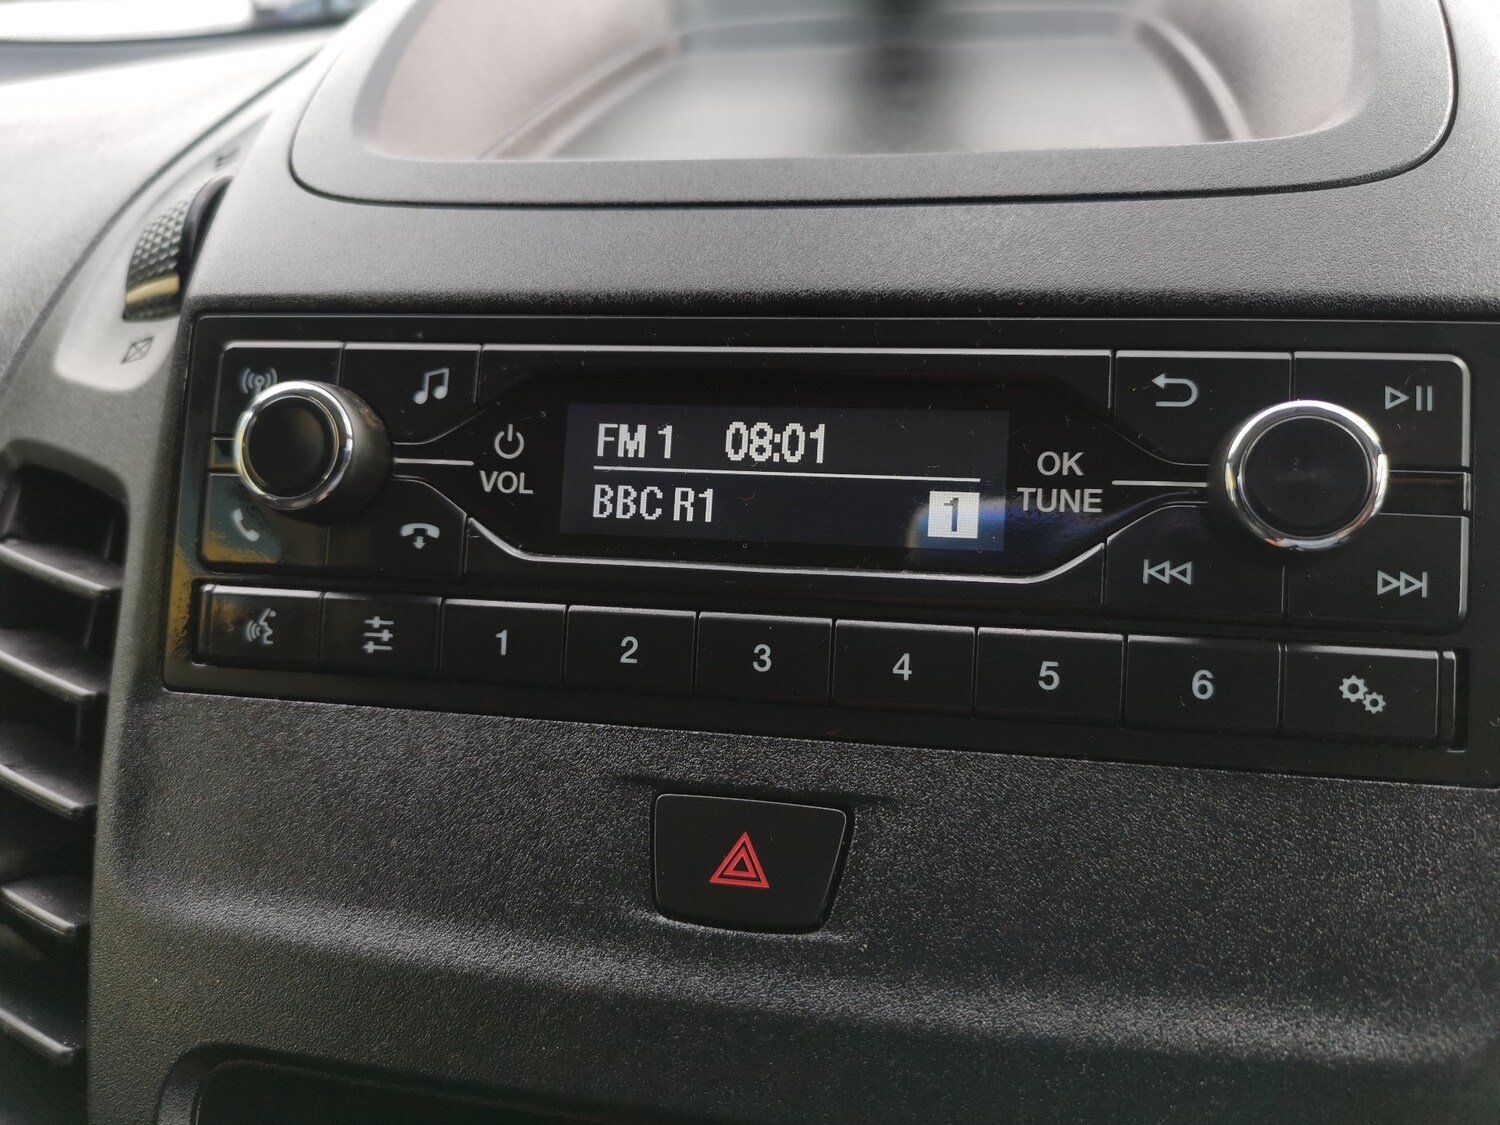 FM 1 08:01
BBC R1 1
VOL
OK
TUNE
1 2 3 4 5 6